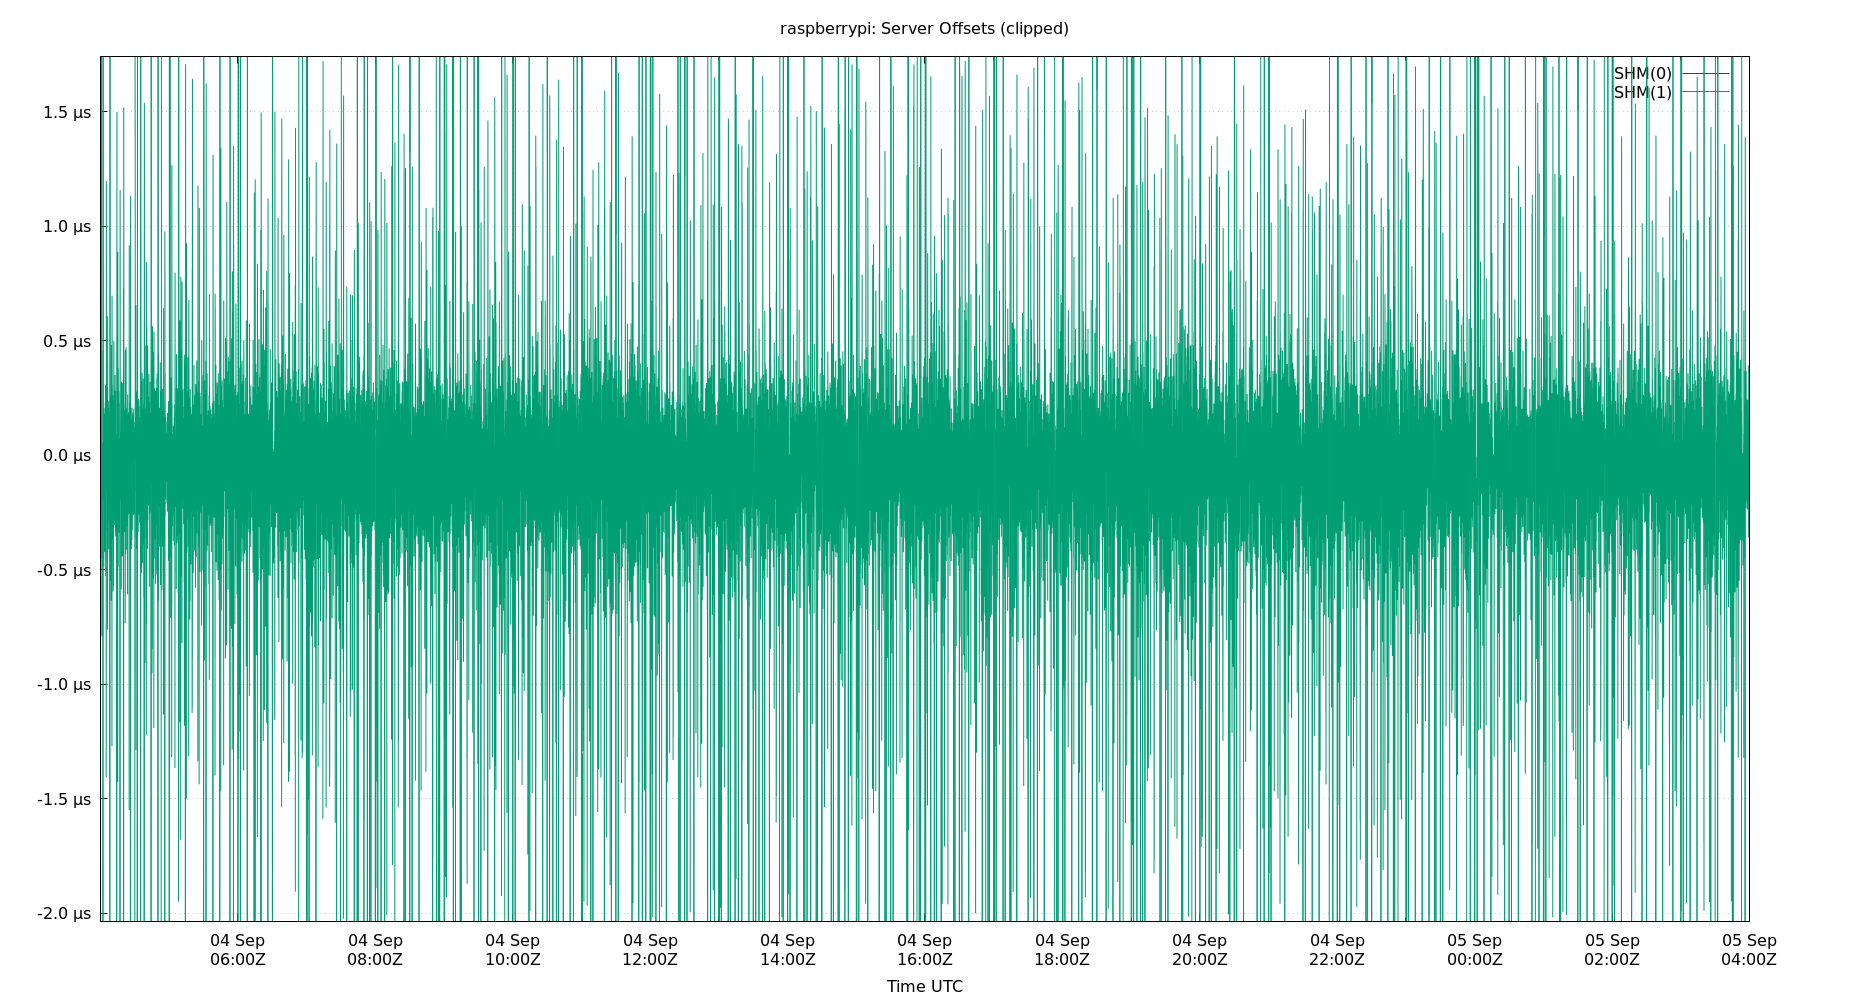 raspberrypi: Server Offsets (clipped)
SHM(0)
SHM(1)
1.5 µs
1.0 µs
0.5 µs
0.0 µs
-0.5 µs
-1.0 µs
-1.5 µs
-2.0 µs
04 Sep 04 Sep 04 Sep 04 Sep 04 Sep 04 Sep 04 Sep 04 Sep 04 Sep 05 Sep 05 Sep 05 Sep
06:00Z 08:00Z 10:00Z 12:00Z 14:00Z 16:00Z 18:00Z 20:00Z 22:00Z 00:00Z 02:00Z 04:00Z
Time UTC